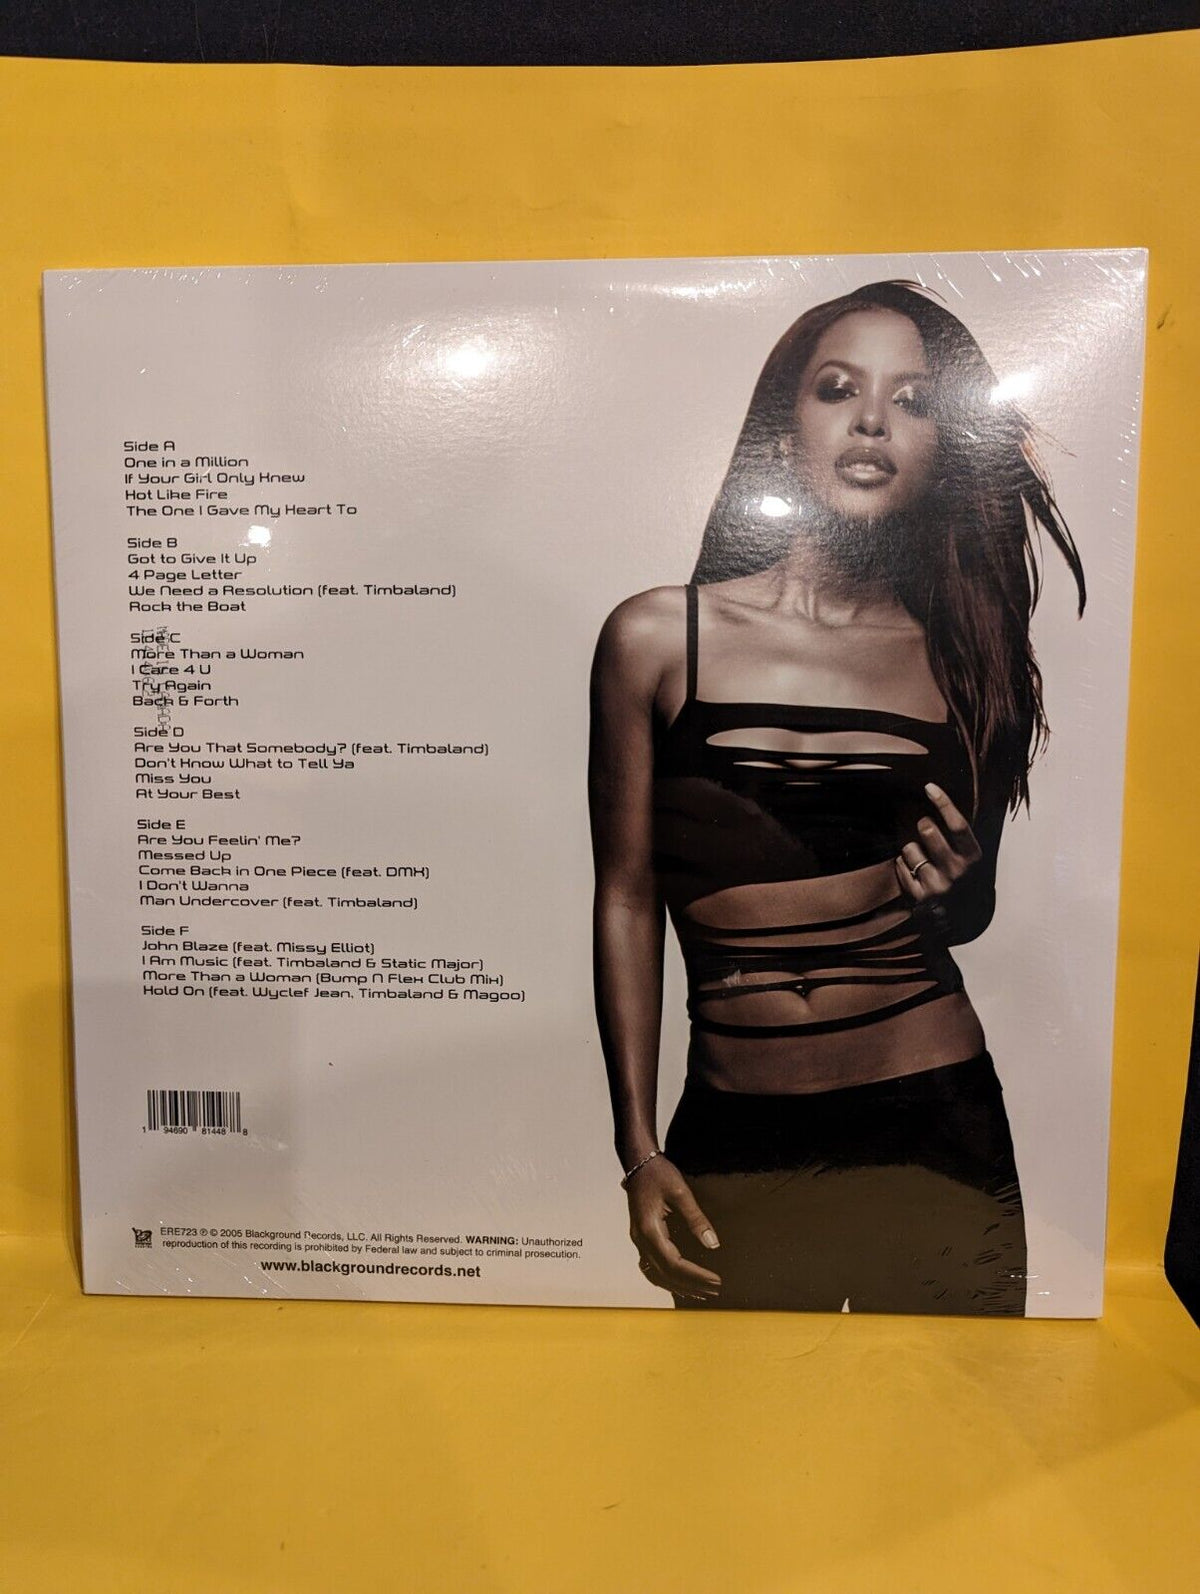 Side A
One in a Million
If Your Girl Only Knew
Hot Like Fire
The One I Gave My Heart To
Side B
Got to Give It Up
4 Page Letter
We Need a Resolution (feat. Timbaland)
Rock the Boat
Side C
More Than a Woman
I Care 4 U
Try Again
Back & Forth
Side D
Are You That Somebody? (feat. Timbaland)
Don't Know What to Tell Ya
Miss You
At Your Best
Side E
Are You Feelin' Me?
Messed Up
Come Back in One Piece (feat. DMX)
I Don't Wanna
Man Undercover (feat. Timbaland)
Side F
John Blaze (feat. Missy Elliot)
I Am Music (feat. Timbaland & Static Major)
More Than a Woman (Bump N Flex Club Mix)
Hold On (feat. Wyclef Jean, Timbaland & Magoo)
1 94690 81448 8
ERE723 ℗ © 2005 Blackground Records, LLC. All Rights Reserved. WARNING: Unauthorized
reproduction of this recording is prohibited by Federal law and subject to criminal prosecution.
www.blackgroundrecords.net